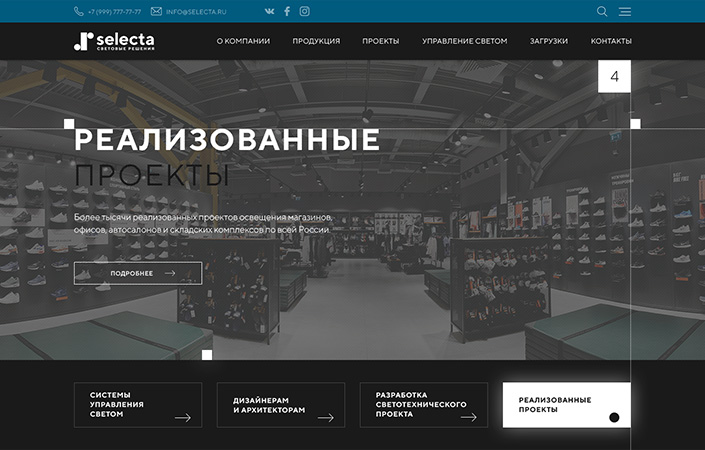 +7 (999) 777-77-77
INFO@SELECTA.RU
selecta
СВЕТОВЫЕ РЕШЕНИЯ
О КОМПАНИИ
ПРОДУКЦИЯ
ПРОЕКТЫ
УПРАВЛЕНИЕ СВЕТОМ
ЗАГРУЗКИ
КОНТАКТЫ
4
РЕАЛИЗОВАННЫЕ
ПРОЕКТЫ
Более тысячи реализованных проектов освещения магазинов,
офисов, автосалонов и складских комплексов по всей России.
ПОДРОБНЕЕ
СИСТЕМЫ
УПРАВЛЕНИЯ
СВЕТОМ
ДИЗАЙНЕРАМ
И АРХИТЕКТОРАМ
РАЗРАБОТКА
СВЕТОТЕХНИЧЕСКОГО
ПРОЕКТА
РЕАЛИЗОВАННЫЕ
ПРОЕКТЫ